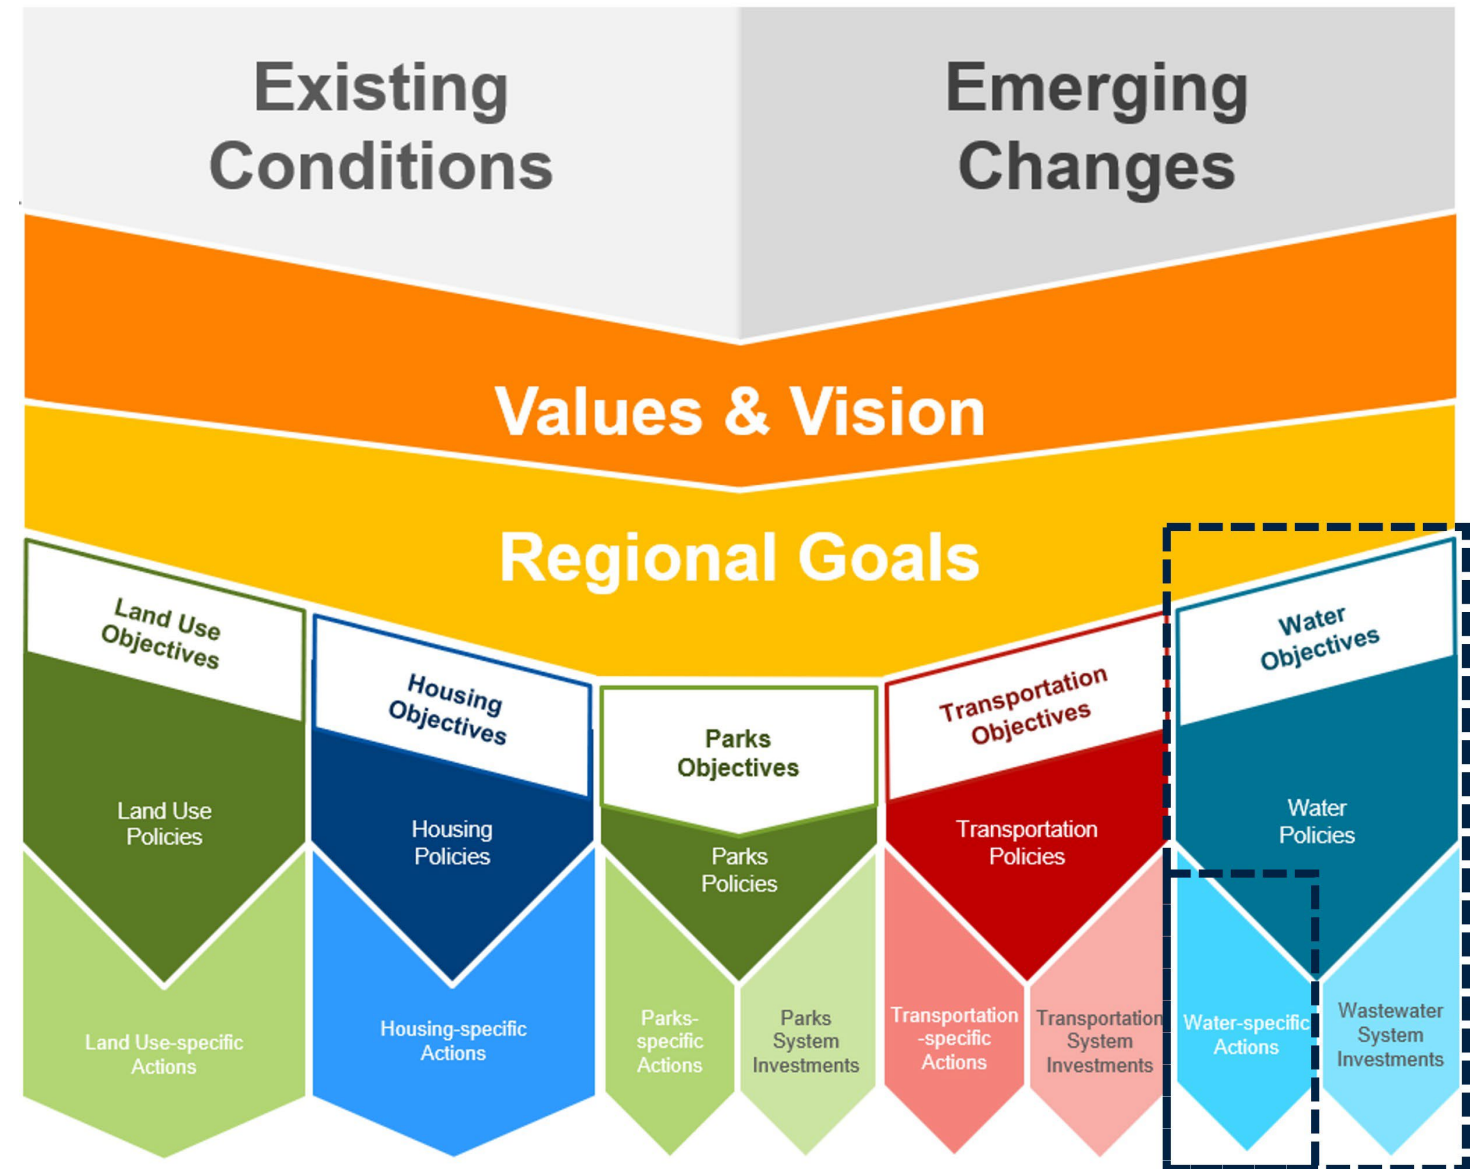 Existing
Conditions
Emerging
Changes
Values & Vision
Regional Goals
Land Use
Objectives
Housing
Objectives
Parks
Objectives
Transportation
Objectives
Water
Objectives
Land Use
Policies
Housing
Policies
Parks
Policies
Transportation
Policies
Water
Policies
Land Use-specific
Actions
Housing-specific
Actions
Parks-
specific
Actions
Parks
System
Investments
Transportation
-specific
Actions
Transportation
System
Investments
Water-specific
Actions
Wastewater
System
Investments